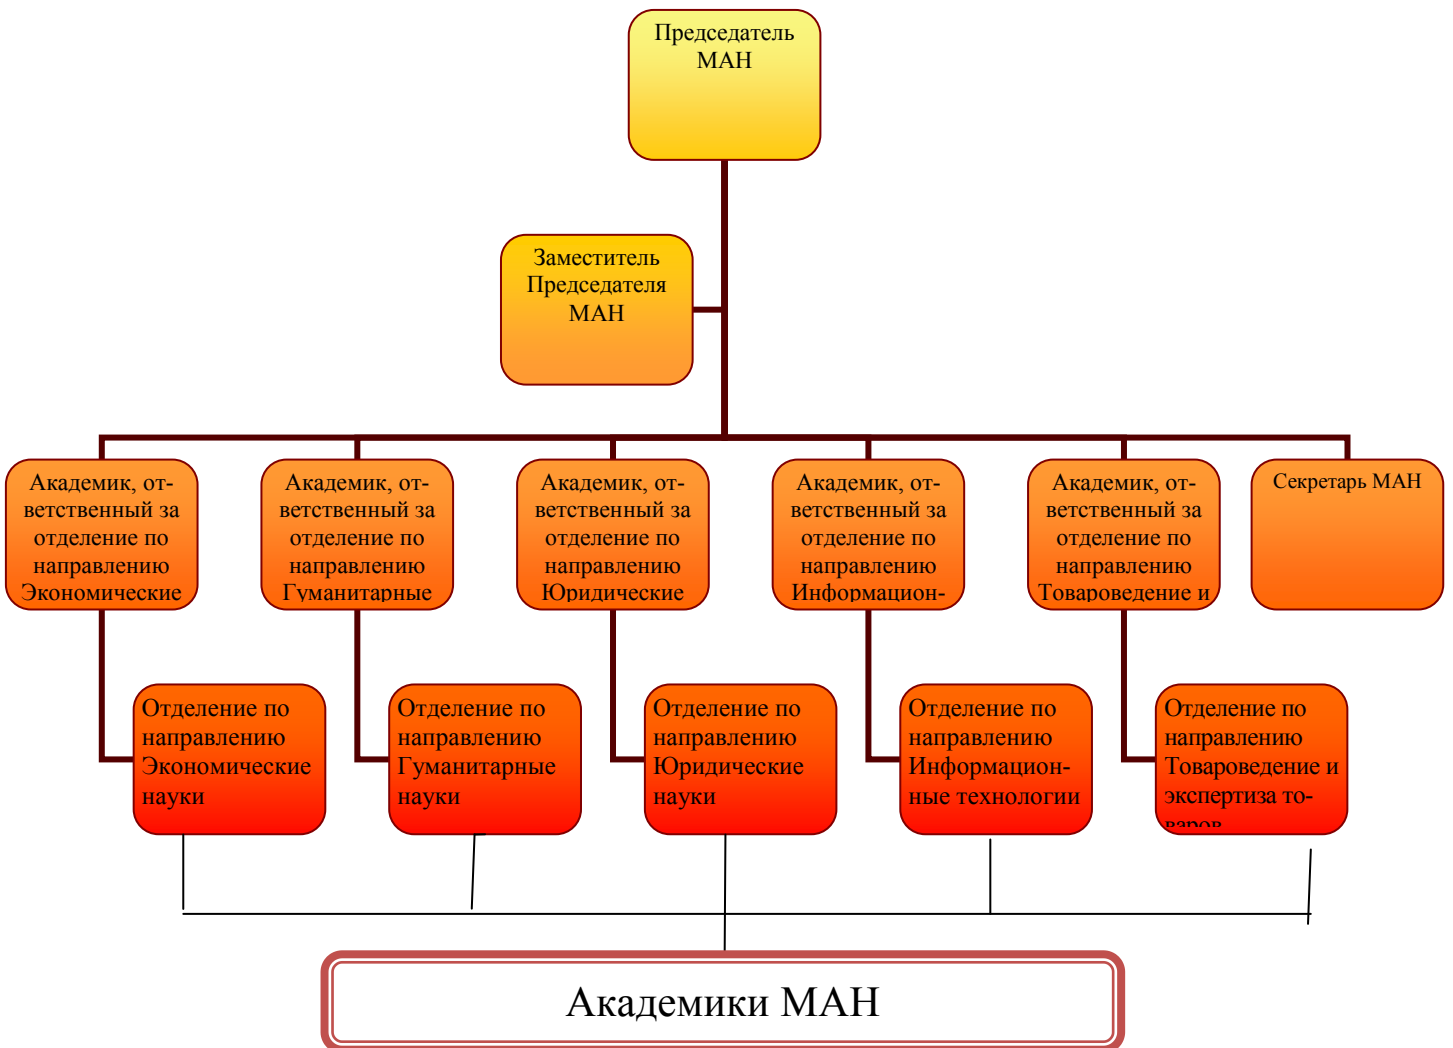 Председатель
МАН
Заместитель
Председателя
МАН
Академик, от-
ветственный за
отделение по
направлению
Экономические
Академик, от-
ветственный за
отделение по
направлению
Гуманитарные
Академик, от-
ветственный за
отделение по
направлению
Юридические
Академик, от-
ветственный за
отделение по
направлению
Информацион-
Академик, от-
ветственный за
отделение по
направлению
Товароведение и
Секретарь МАН
Отделение по
направлению
Экономические
науки
Отделение по
направлению
Гуманитарные
науки
Отделение по
направлению
Юридические
науки
Отделение по
направлению
Информацион-
ные технологии
Отделение по
направлению
Товароведение и
экспертиза то-
варов
Академики МАН